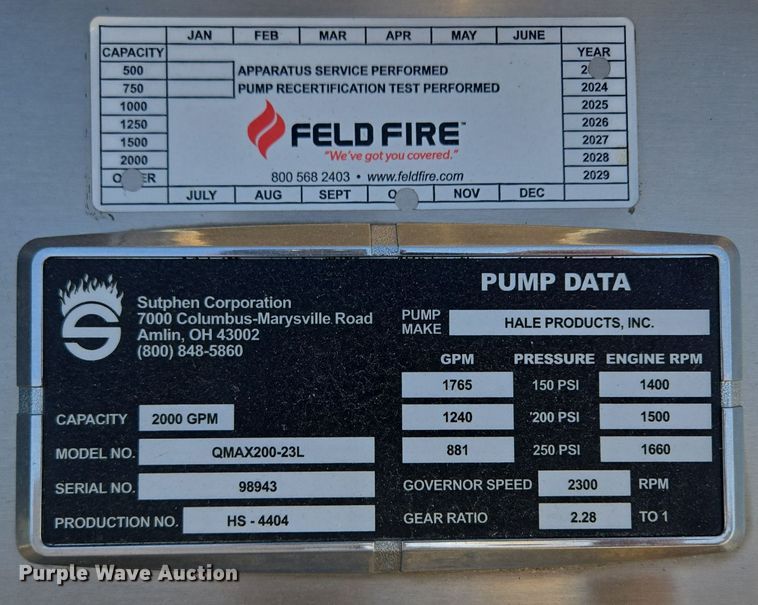 JAN FEB MAR APR MAY JUNE
CAPACITY YEAR
500 APPARATUS SERVICE PERFORMED
750 PUMP RECERTIFICATION TEST PERFORMED 2024
1000 2025
1250 2026
1500 2027
2000 2028
2029
FELD FIRE™
"We've got you covered."
800 568 2403 • www.feldfire.com
JULY AUG SEPT NOV DEC
S
Sutphen Corporation
7000 Columbus-Marysville Road
Amlin, OH 43002
(800) 848-5860
CAPACITY 2000 GPM
MODEL NO. QMAX200-23L
SERIAL NO. 98943
PRODUCTION NO. HS - 4404
PUMP DATA
PUMP MAKE HALE PRODUCTS, INC.
GPM PRESSURE ENGINE RPM
1765 150 PSI 1400
1240 200 PSI 1500
881 250 PSI 1660
GOVERNOR SPEED 2300 RPM
GEAR RATIO 2.28 TO 1
Purple Wave Auction